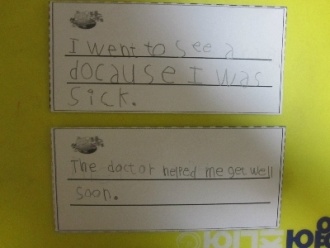 I went to see a
docause I was
sick.
The doctor helped me get well
soon.